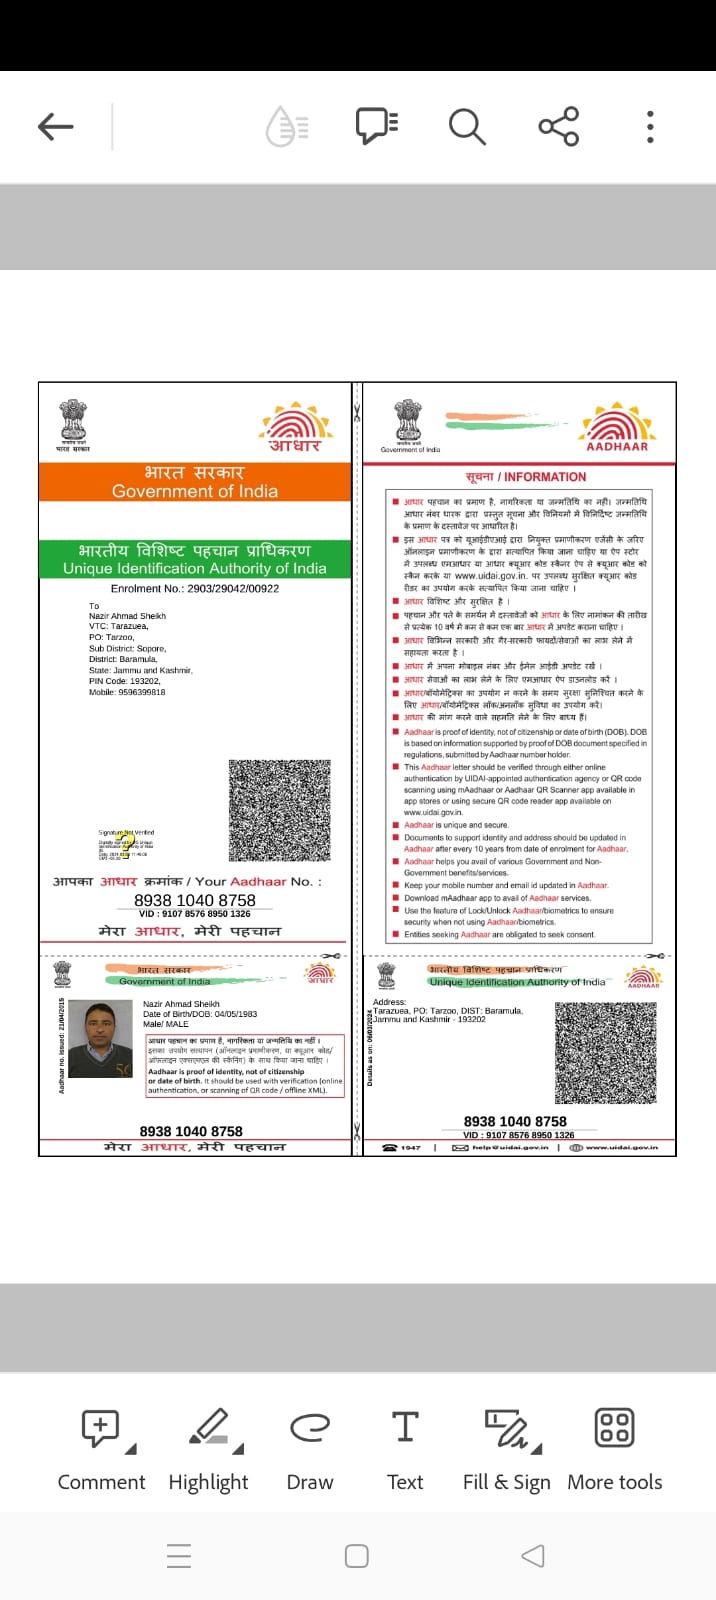 भारत सरकार
आधार
भारत सरकार
Government of India
भारतीय विशिष्ट पहचान प्राधिकरण
Unique Identification Authority of India
Enrolment No.: 2903/29042/00922
To
Nazir Ahmad Sheikh
VTC: Tarazuea,
PO: Tarzoo,
Sub District: Sopore,
District: Baramula,
State: Jammu and Kashmir,
PIN Code: 193202,
Mobile: 9596399818
Signature Not Verified
आपका आधार क्रमांक / Your Aadhaar No. :
8938 1040 8758
VID : 9107 8576 8950 1326
मेरा आधार, मेरी पहचान
Government of India
AADHAAR
सूचना / INFORMATION
आधार पहचान का प्रमाण है, नागरिकता या जन्मतिथि का नहीं। जन्मतिथि
आधार नंबर धारक द्वारा प्रस्तुत सूचना और विनियमों में विनिर्दिष्ट जन्मतिथि
के प्रमाण के दस्तावेज पर आधारित है।
इस आधार पत्र को यूआईडीएआई द्वारा नियुक्त प्रमाणीकरण एजेंसी के जरिए
ऑनलाइन प्रमाणीकरण के द्वारा सत्यापित किया जाना चाहिए या ऐप स्टोर
में उपलब्ध एमआधार या आधार क्यूआर कोड स्कैनर ऐप से क्यूआर कोड को
स्कैन करके या www.uidai.gov.in. पर उपलब्ध सुरक्षित क्यूआर कोड
रीडर का उपयोग करके सत्यापित किया जाना चाहिए ।
आधार विशिष्ट और सुरक्षित है ।
पहचान और पते के समर्थन में दस्तावेजों को आधार के लिए नामांकन की तारीख
से प्रत्येक 10 वर्ष में कम से कम एक बार आधार में अपडेट कराना चाहिए ।
आधार विभिन्न सरकारी और गैर-सरकारी फायदों/सेवाओं का लाभ लेने में
सहायता करता है ।
आधार में अपना मोबाइल नंबर और ईमेल आईडी अपडेट रखें ।
आधार सेवाओं का लाभ लेने के लिए एमआधार ऐप डाउनलोड करें ।
आधार/बॉयोमेट्रिक्स का उपयोग न करने के समय सुरक्षा सुनिश्चित करने के
लिए आधार/बॉयोमेट्रिक्स लॉक/अनलॉक सुविधा का उपयोग करें।
आधार की मांग करने वाले सहमति लेने के लिए बाध्य हैं।
Aadhaar is proof of identity, not of citizenship or date of birth (DOB). DOB
is based on information supported by proof of DOB document specified in
regulations, submitted by Aadhaar number holder.
This Aadhaar letter should be verified through either online
authentication by UIDAI-appointed authentication agency or QR code
scanning using mAadhaar or Aadhaar QR Scanner app available in
app stores or using secure QR code reader app available on
www.uidai.gov.in.
Aadhaar is unique and secure.
Documents to support identity and address should be updated in
Aadhaar after every 10 years from date of enrolment for Aadhaar.
Aadhaar helps you avail of various Government and Non-
Government benefits/services.
Keep your mobile number and email id updated in Aadhaar.
Download mAadhaar app to avail of Aadhaar services.
Use the feature of Lock/Unlock Aadhaar/biometrics to ensure
security when not using Aadhaar/biometrics.
Entities seeking Aadhaar are obligated to seek consent.
भारत सरकार
Government of India
आधार
Aadhaar no. issued: 21/04/2015
Nazir Ahmad Sheikh
Date of Birth/DOB: 04/05/1983
Male/ MALE
आधार पहचान का प्रमाण है, नागरिकता या जन्मतिथि का नहीं ।
इसका उपयोग सत्यापन (ऑनलाइन प्रमाणीकरण, या क्यूआर कोड/
ऑफ़लाइन एक्सएमएल की स्कैनिंग) के साथ किया जाना चाहिए ।
Aadhaar is proof of identity, not of citizenship
or date of birth. It should be used with verification (online
authentication, or scanning of QR code / offline XML).
8938 1040 8758
मेरा आधार, मेरी पहचान
भारतीय विशिष्ट पहचान प्राधिकरण
Unique Identification Authority of India
AADHAAR
Address:
Tarazuea, PO: Tarzoo, DIST: Baramula,
Jammu and Kashmir - 193202
8938 1040 8758
VID : 9107 8576 8950 1326
1947 | help@uidai.gov.in | www.uidai.gov.in
Comment
Highlight
Draw
Text
Fill & Sign
More tools